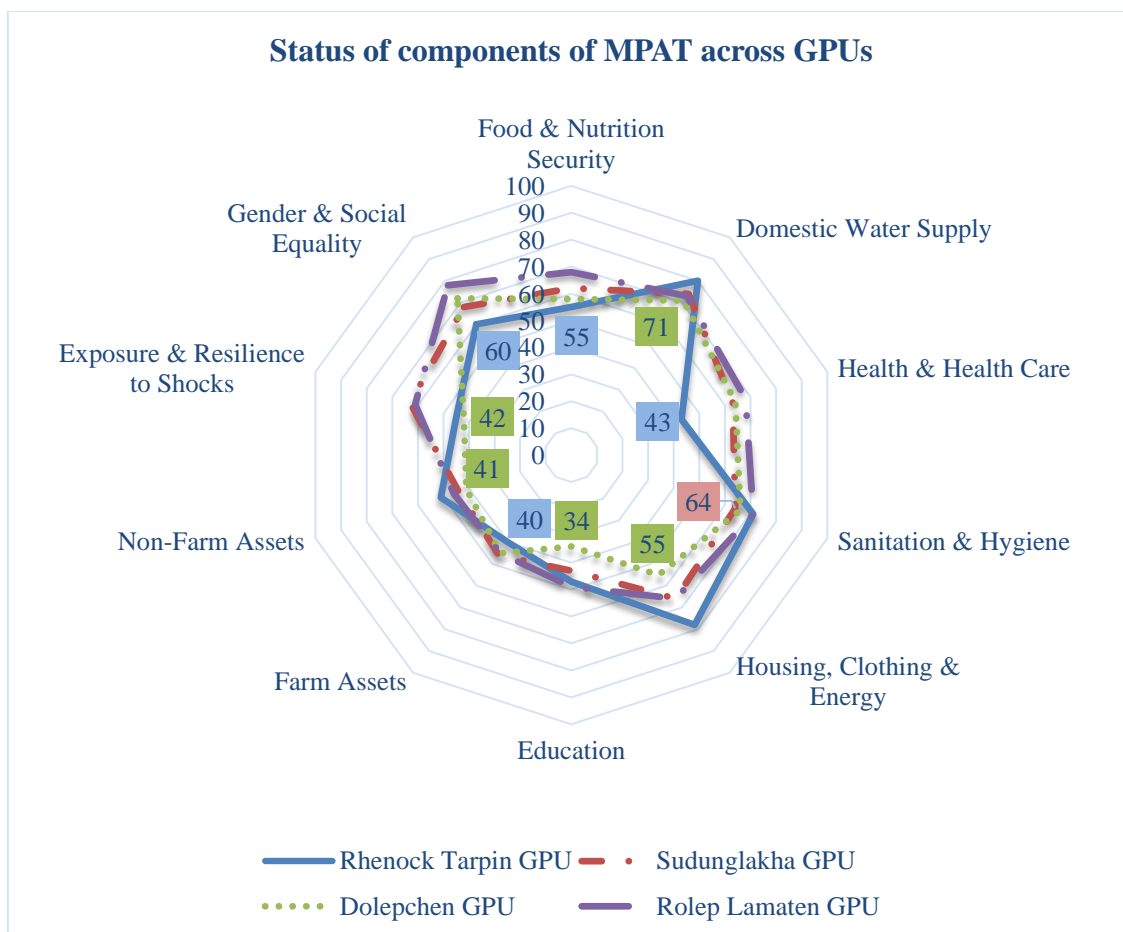 Status of components of MPAT across GPUs
Food & Nutrition
Security
100
90
80
70
60
50
40
30
20
10
0
Domestic Water Supply
Health & Health Care
Sanitation & Hygiene
Housing, Clothing &
Energy
Education
Farm Assets
Non-Farm Assets
Exposure & Resilience
to Shocks
Gender & Social
Equality
55
71
43
64
55
34
40
41
42
60
Rhenock Tarpin GPU
Sudunglakha GPU
Dolepchen GPU
Rolep Lamaten GPU